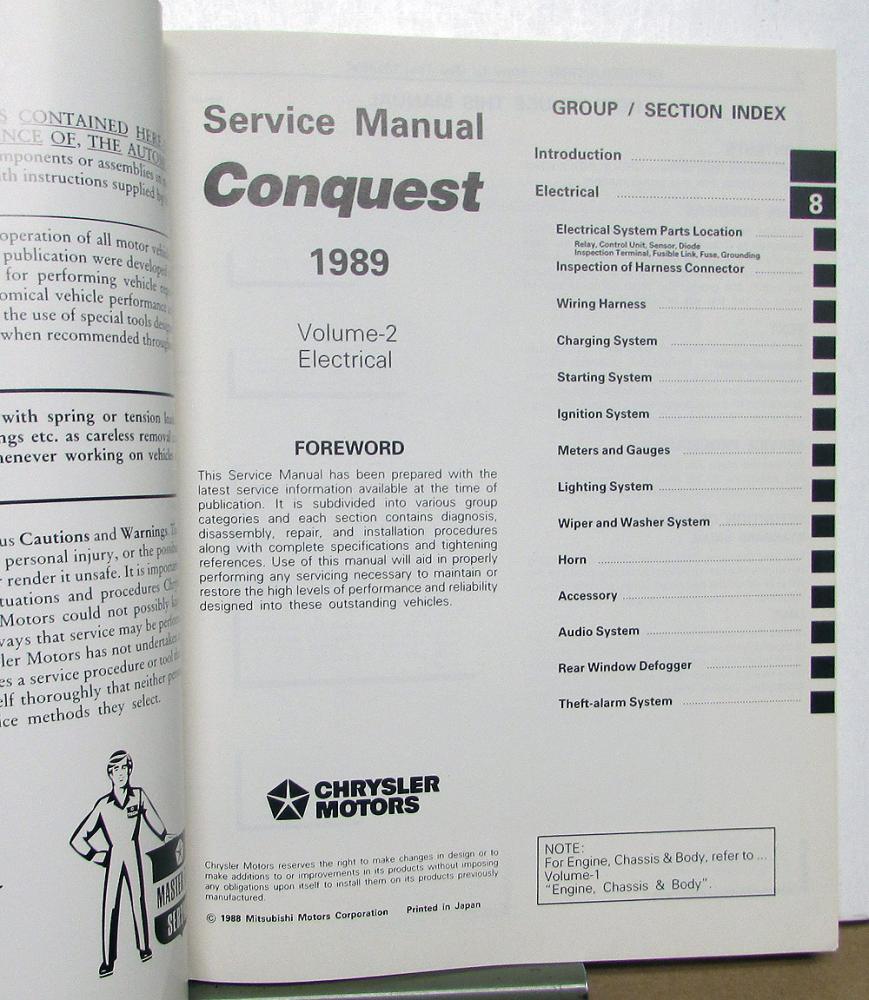 S CONTAINED HERE
NCE OF, THE AUTO
mponents or assemblies
th instructions supplied by
operation of all motor
publication were developed
for performing vehicle
omical vehicle performance
the use of special tools
when recommended
with spring or tension
ngs etc. as careless removal
henever working on vehicles
us Cautions and Warnings.
personal injury, or the
render it unsafe. It is
tuations and procedures
Motors could not possibly
ways that service may be
ler Motors has not undertaken
es a service procedure or tool
elf thoroughly that neither
ice methods they select.
MASTER
SER
Service Manual
Conquest
1989
Volume-2
Electrical
FOREWORD
This Service Manual has been prepared with the
latest service information available at the time of
publication. It is subdivided into various group
categories and each section contains diagnosis,
disassembly, repair, and installation procedures
along with complete specifications and tightening
references. Use of this manual will aid in properly
performing any servicing necessary to maintain or
restore the high levels of performance and reliability
designed into these outstanding vehicles.
CHRYSLER
MOTORS
Chrysler Motors reserves the right to make changes in design or to
make additions to or improvements in its products without imposing
any obligations upon itself to install them on its products previously
manufactured.
© 1988 Mitsubishi Motors Corporation Printed in Japan
GROUP / SECTION INDEX
Introduction
Electrical 8
Electrical System Parts Location
Relay, Control Unit, Sensor, Diode
Inspection Terminal, Fusible Link, Fuse, Grounding
Inspection of Harness Connector
Wiring Harness
Charging System
Starting System
Ignition System
Meters and Gauges
Lighting System
Wiper and Washer System
Horn
Accessory
Audio System
Rear Window Defogger
Theft-alarm System
NOTE:
For Engine, Chassis & Body, refer to ...
Volume-1
"Engine, Chassis & Body".